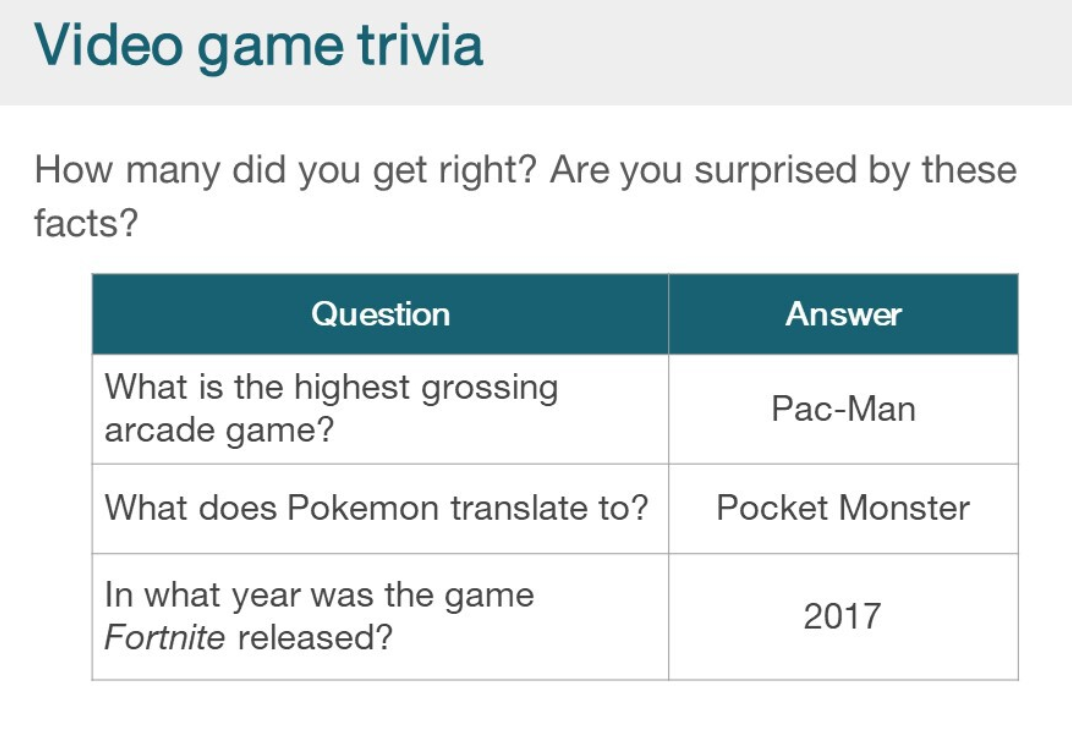 Video game trivia
How many did you get right? Are you surprised by these
facts?
Question
Answer
What is the highest grossing
arcade game?
Pac-Man
What does Pokemon translate to?
Pocket Monster
In what year was the game
Fortnite released?
2017